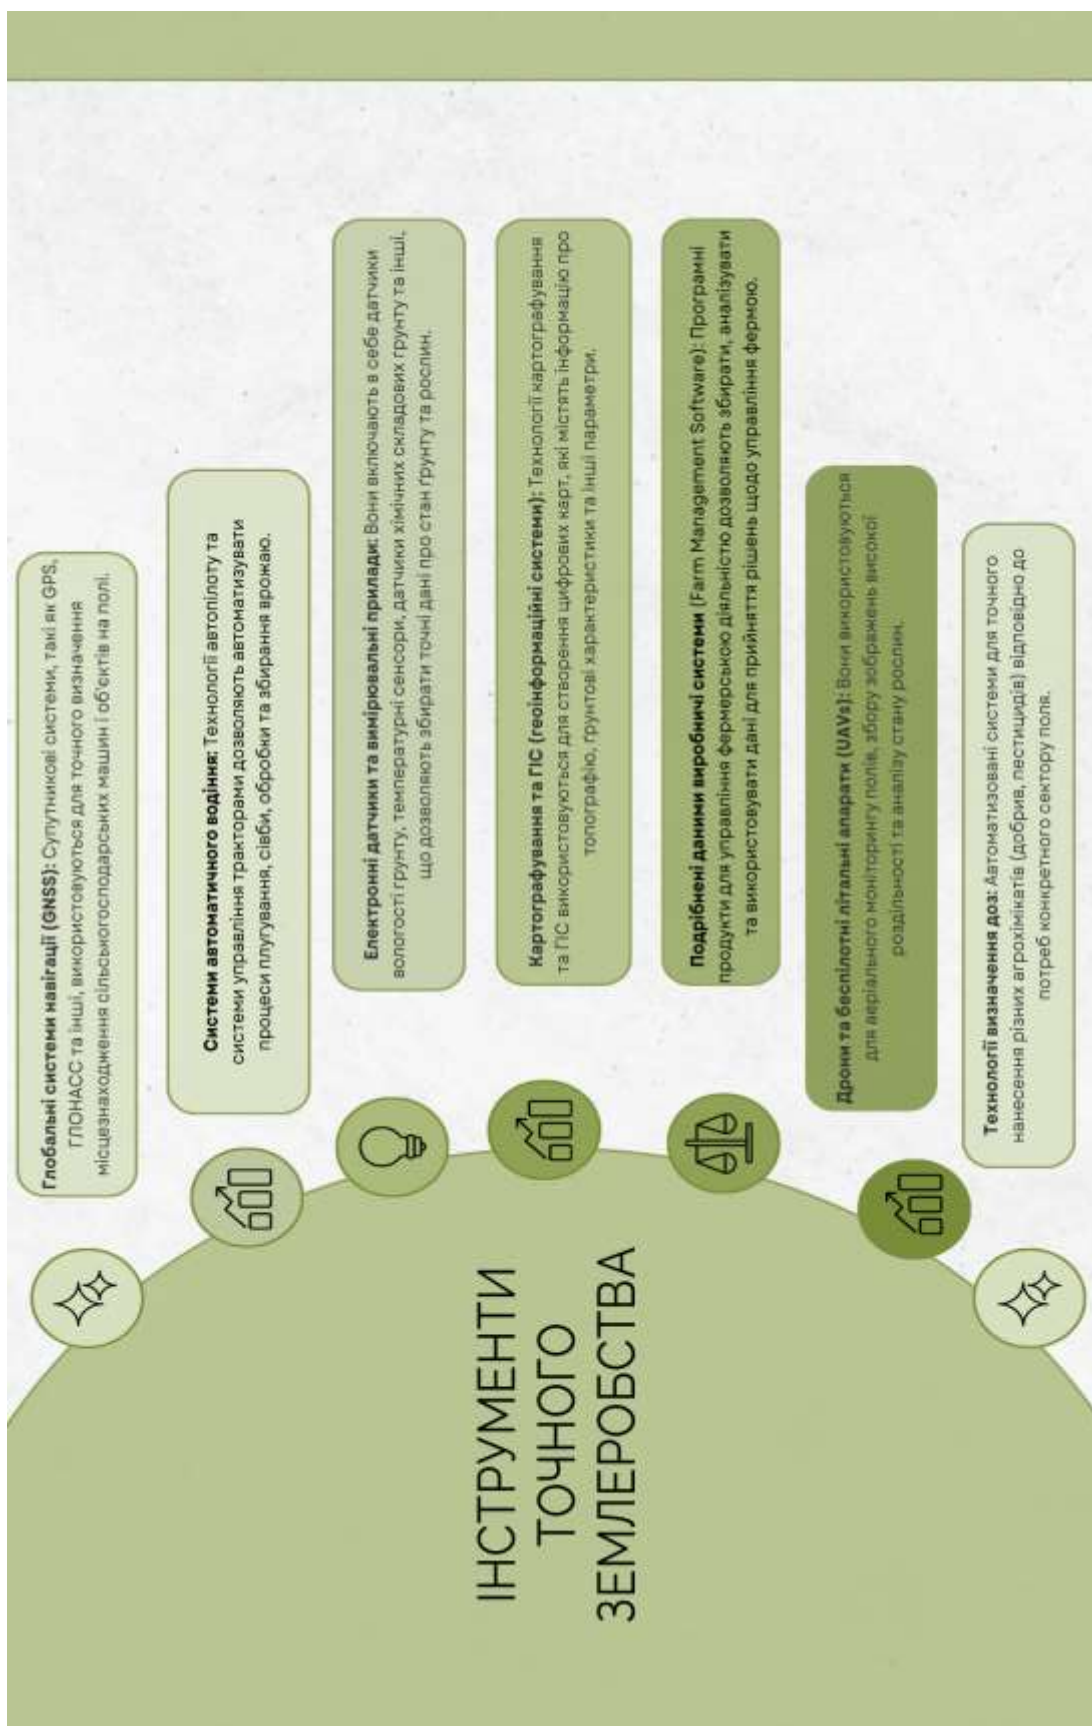 ІНСТРУМЕНТИ
ТОЧНОГО
ЗЕМЛЕРОБСТВА
Глобальні системи навігації (GNSS): Супутникові системи, такі як GPS,
ГЛОНАСС та інші, використовуються для точного визначення
місцезнаходження сільськогосподарських машин і об'єктів на полі.
Системи автоматичного водіння: Технології автопілоту та
системи управління тракторами дозволяють автоматизувати
процеси плугування, сівби, обробки та збирання врожаю.
Електронні датчики та вимірювальні прилади: Вони включають в себе датчики
вологості ґрунту, температурні сенсори, датчики хімічних складових ґрунту та інші,
що дозволяють збирати точні дані про стан ґрунту та рослин.
Картографування та ГІС (геоінформаційні системи): Технології картографування
та ГІС використовуються для створення цифрових карт, які містять інформацію про
топографію, ґрунтові характеристики та інші параметри.
Подрібнені даними виробничі системи (Farm Management Software): Програмні
продукти для управління фермерською діяльністю дозволяють збирати, аналізувати
та використовувати дані для прийняття рішень щодо управління фермою.
Дрони та безпілотні літальні апарати (UAVs): Вони використовуються
для аеріального моніторингу полів, збору зображень високої
роздільності та аналізу стану рослин.
Технології визначення доз: Автоматизовані системи для точного
нанесення різних агрохімікатів (добрив, пестицидів) відповідно до
потреб конкретного сектору поля.